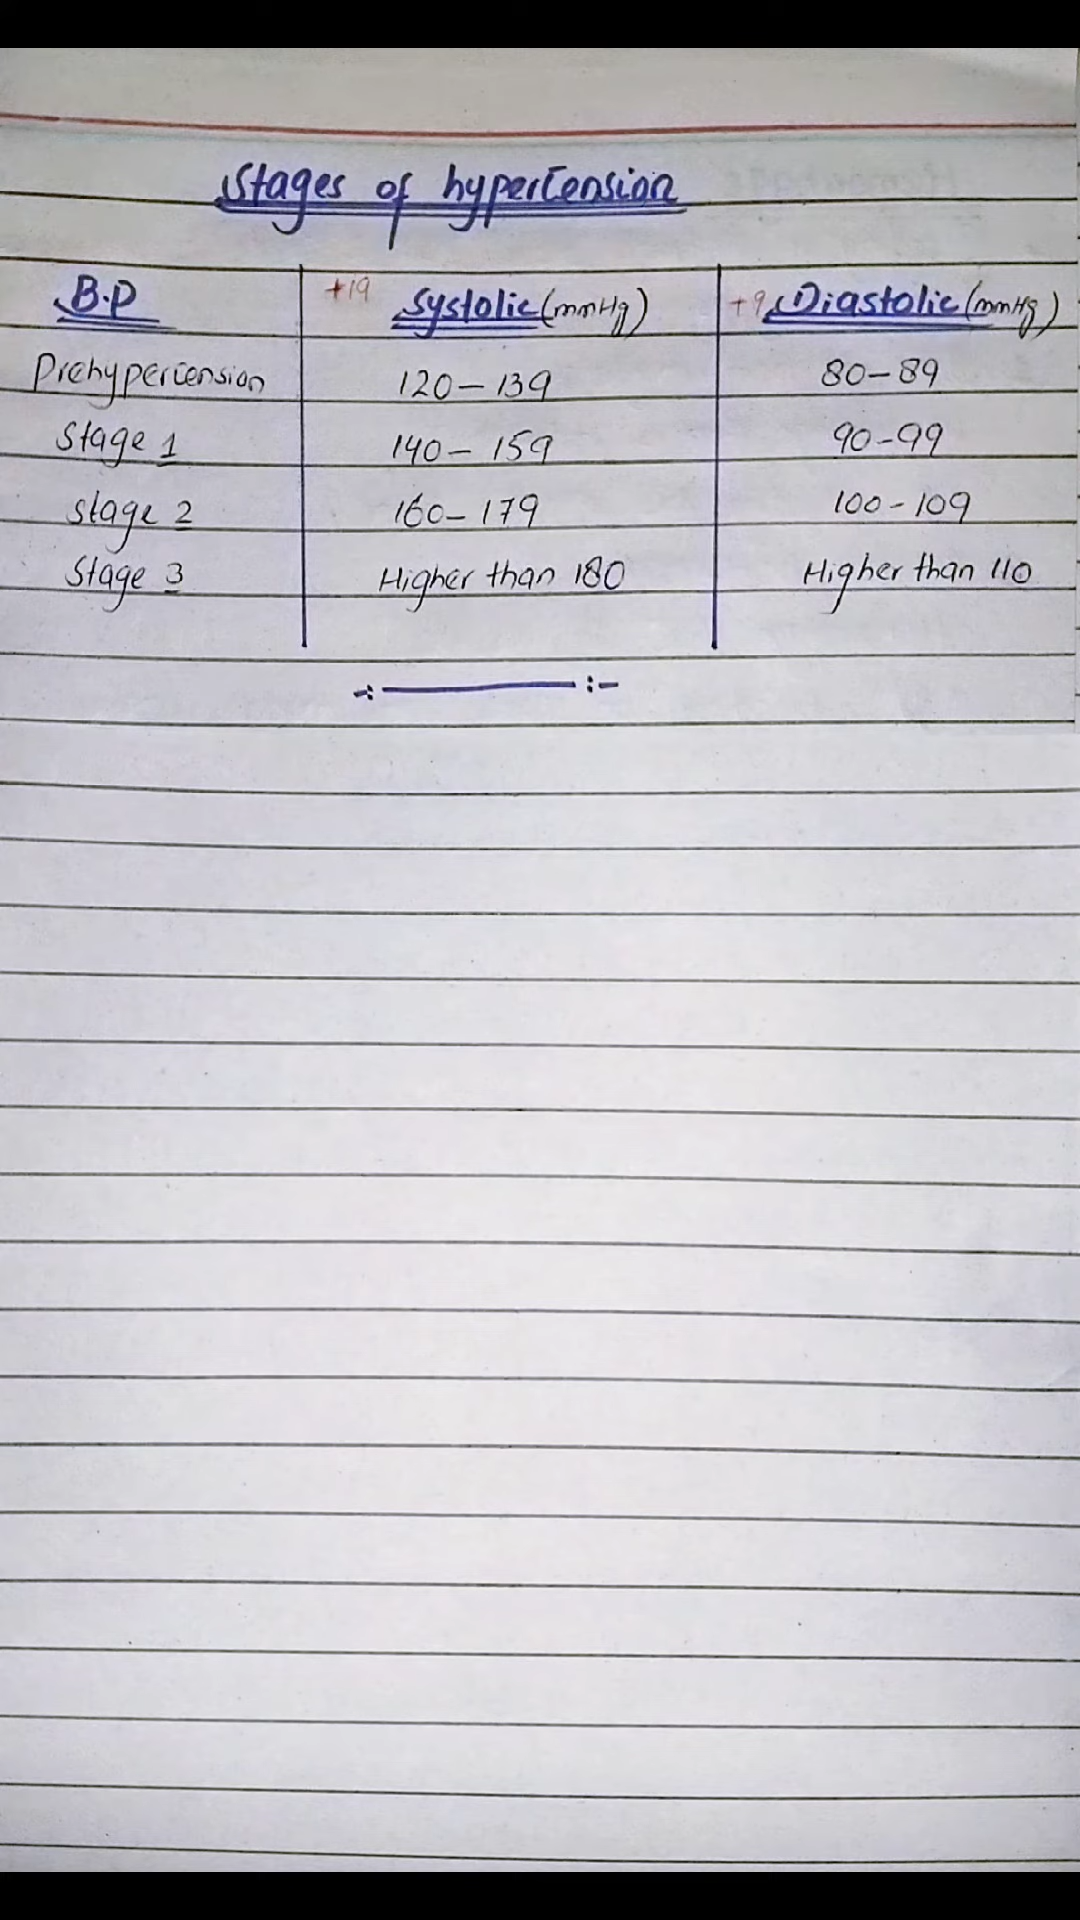 Stages of hypertension
B.P +19 Systolic (mmHg) +9 Diastolic (mmHg)
Prehypertension 120-139 80-89
Stage 1 140-159 90-99
stage 2 160-179 100-109
Stage 3 Higher than 180 Higher than 110